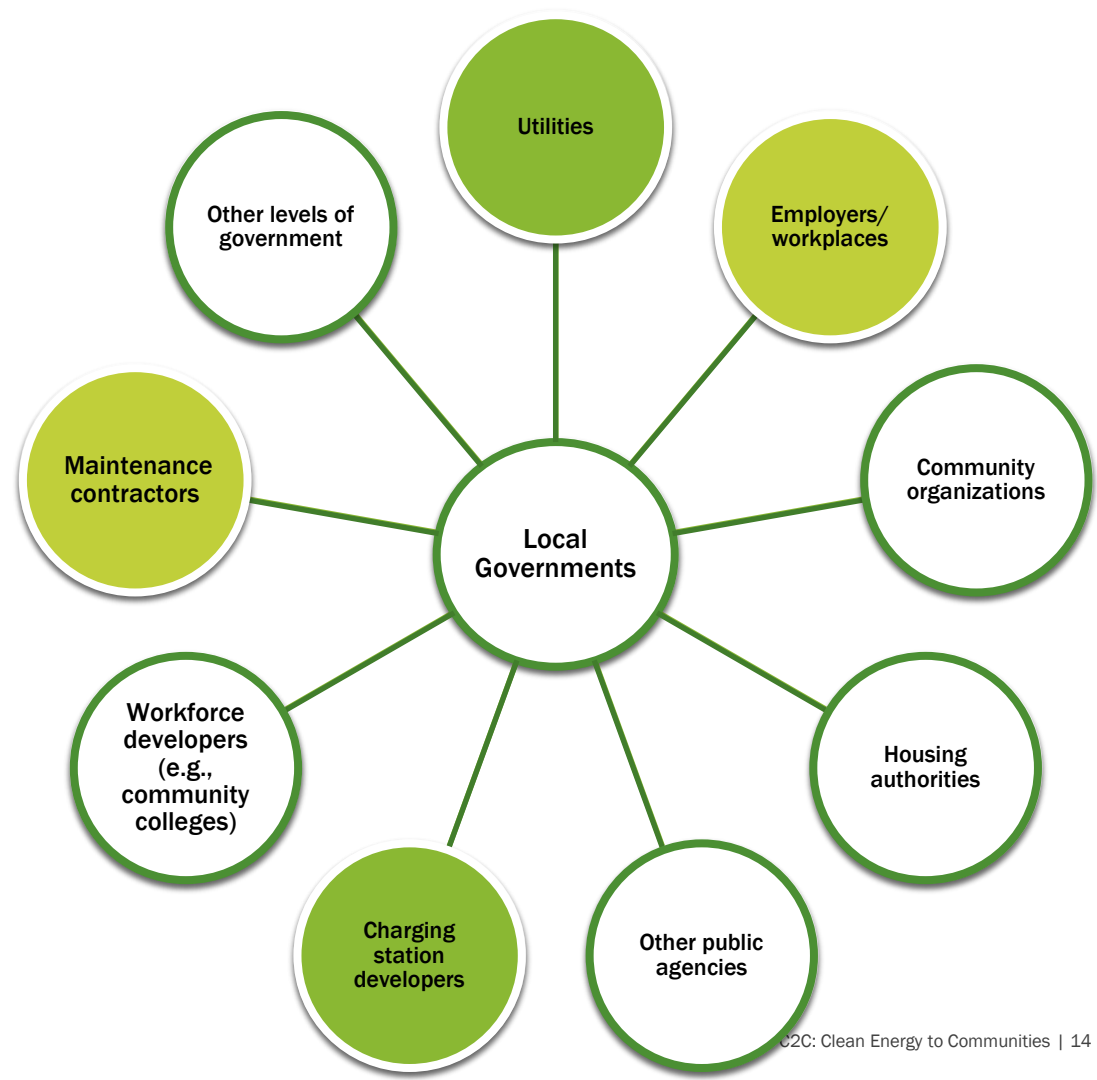 Utilities
Other levels of
government
Employers/
workplaces
Maintenance
contractors
Community
organizations
Local
Governments
Workforce
developers
(e.g.,
community
colleges)
Housing
authorities
Charging
station
developers
Other public
agencies
C2C: Clean Energy to Communities | 14